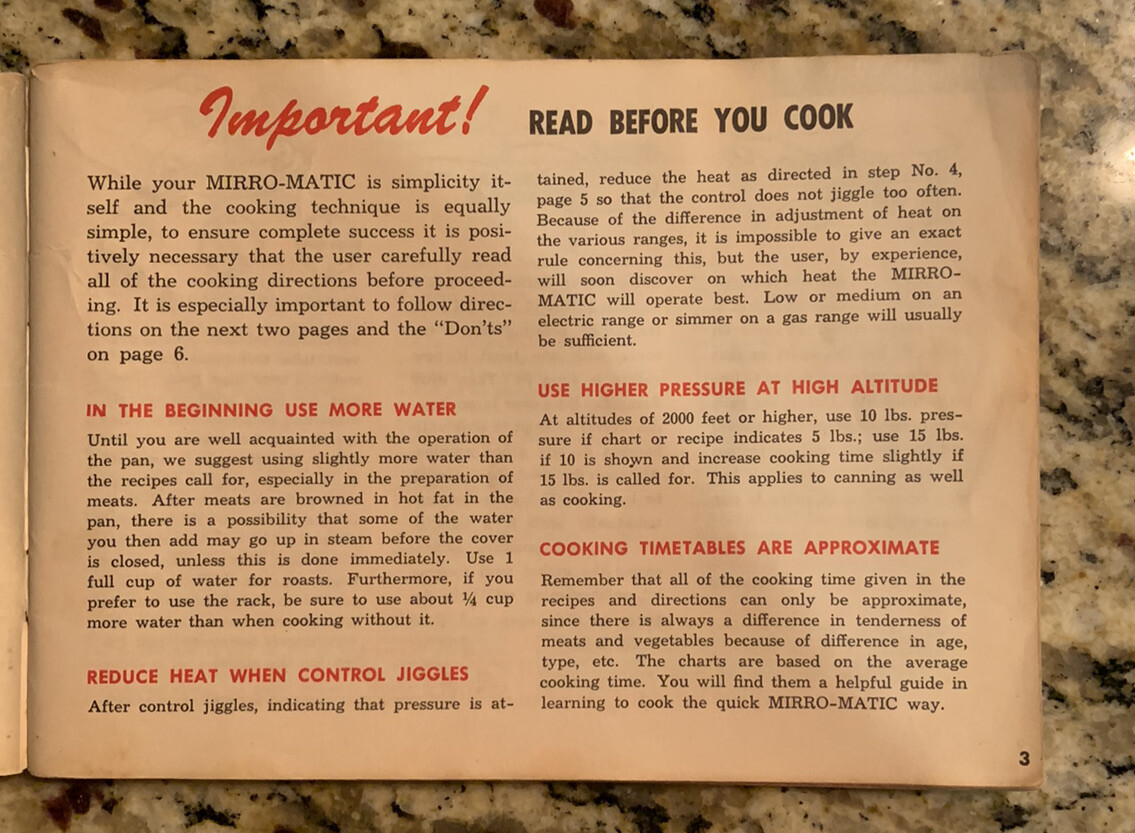 Important! READ BEFORE YOU COOK
While your MIRRO-MATIC is simplicity it-
self and the cooking technique is equally
simple, to ensure complete success it is posi-
tively necessary that the user carefully read
all of the cooking directions before proceed-
ing. It is especially important to follow direc-
tions on the next two pages and the “Don'ts”
on page 6.
IN THE BEGINNING USE MORE WATER
Until you are well acquainted with the operation of
the pan, we suggest using slightly more water than
the recipes call for, especially in the preparation of
meats. After meats are browned in hot fat in the
pan, there is a possibility that some of the water
you then add may go up in steam before the cover
is closed, unless this is done immediately. Use 1
full cup of water for roasts. Furthermore, if you
prefer to use the rack, be sure to use about ¼ cup
more water than when cooking without it.
REDUCE HEAT WHEN CONTROL JIGGLES
After control jiggles, indicating that pressure is at-
tained, reduce the heat as directed in step No. 4,
page 5 so that the control does not jiggle too often.
Because of the difference in adjustment of heat on
the various ranges, it is impossible to give an exact
rule concerning this, but the user, by experience,
will soon discover on which heat the MIRRO-
MATIC will operate best. Low or medium on an
electric range or simmer on a gas range will usually
be sufficient.
USE HIGHER PRESSURE AT HIGH ALTITUDE
At altitudes of 2000 feet or higher, use 10 lbs. pres-
sure if chart or recipe indicates 5 lbs.; use 15 lbs.
if 10 is shown and increase cooking time slightly if
15 lbs. is called for. This applies to canning as well
as cooking.
COOKING TIMETABLES ARE APPROXIMATE
Remember that all of the cooking time given in the
recipes and directions can only be approximate,
since there is always a difference in tenderness of
meats and vegetables because of difference in age,
type, etc. The charts are based on the average
cooking time. You will find them a helpful guide in
learning to cook the quick MIRRO-MATIC way.
3